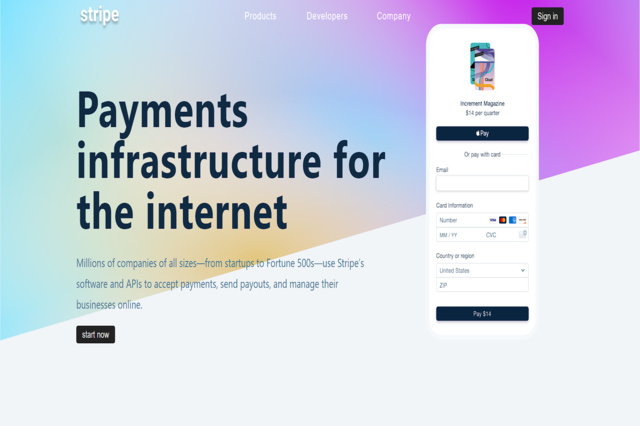 stripe
Products Developers Company
Sign in
Payments
infrastructure for
the internet
Millions of companies of all sizes—from startups to Fortune 500s—use Stripe's
software and APIs to accept payments, send payouts, and manage their
businesses online.
start now
Increment Magazine
$14 per quarter
Pay
Or pay with card
Email
Card Information
Number VISA
MM / YY CVC
Country or region
United States
ZIP
Pay $14